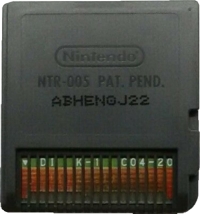 Nintendo
NTR-005 PAT. PEND.
ABHENOJ22